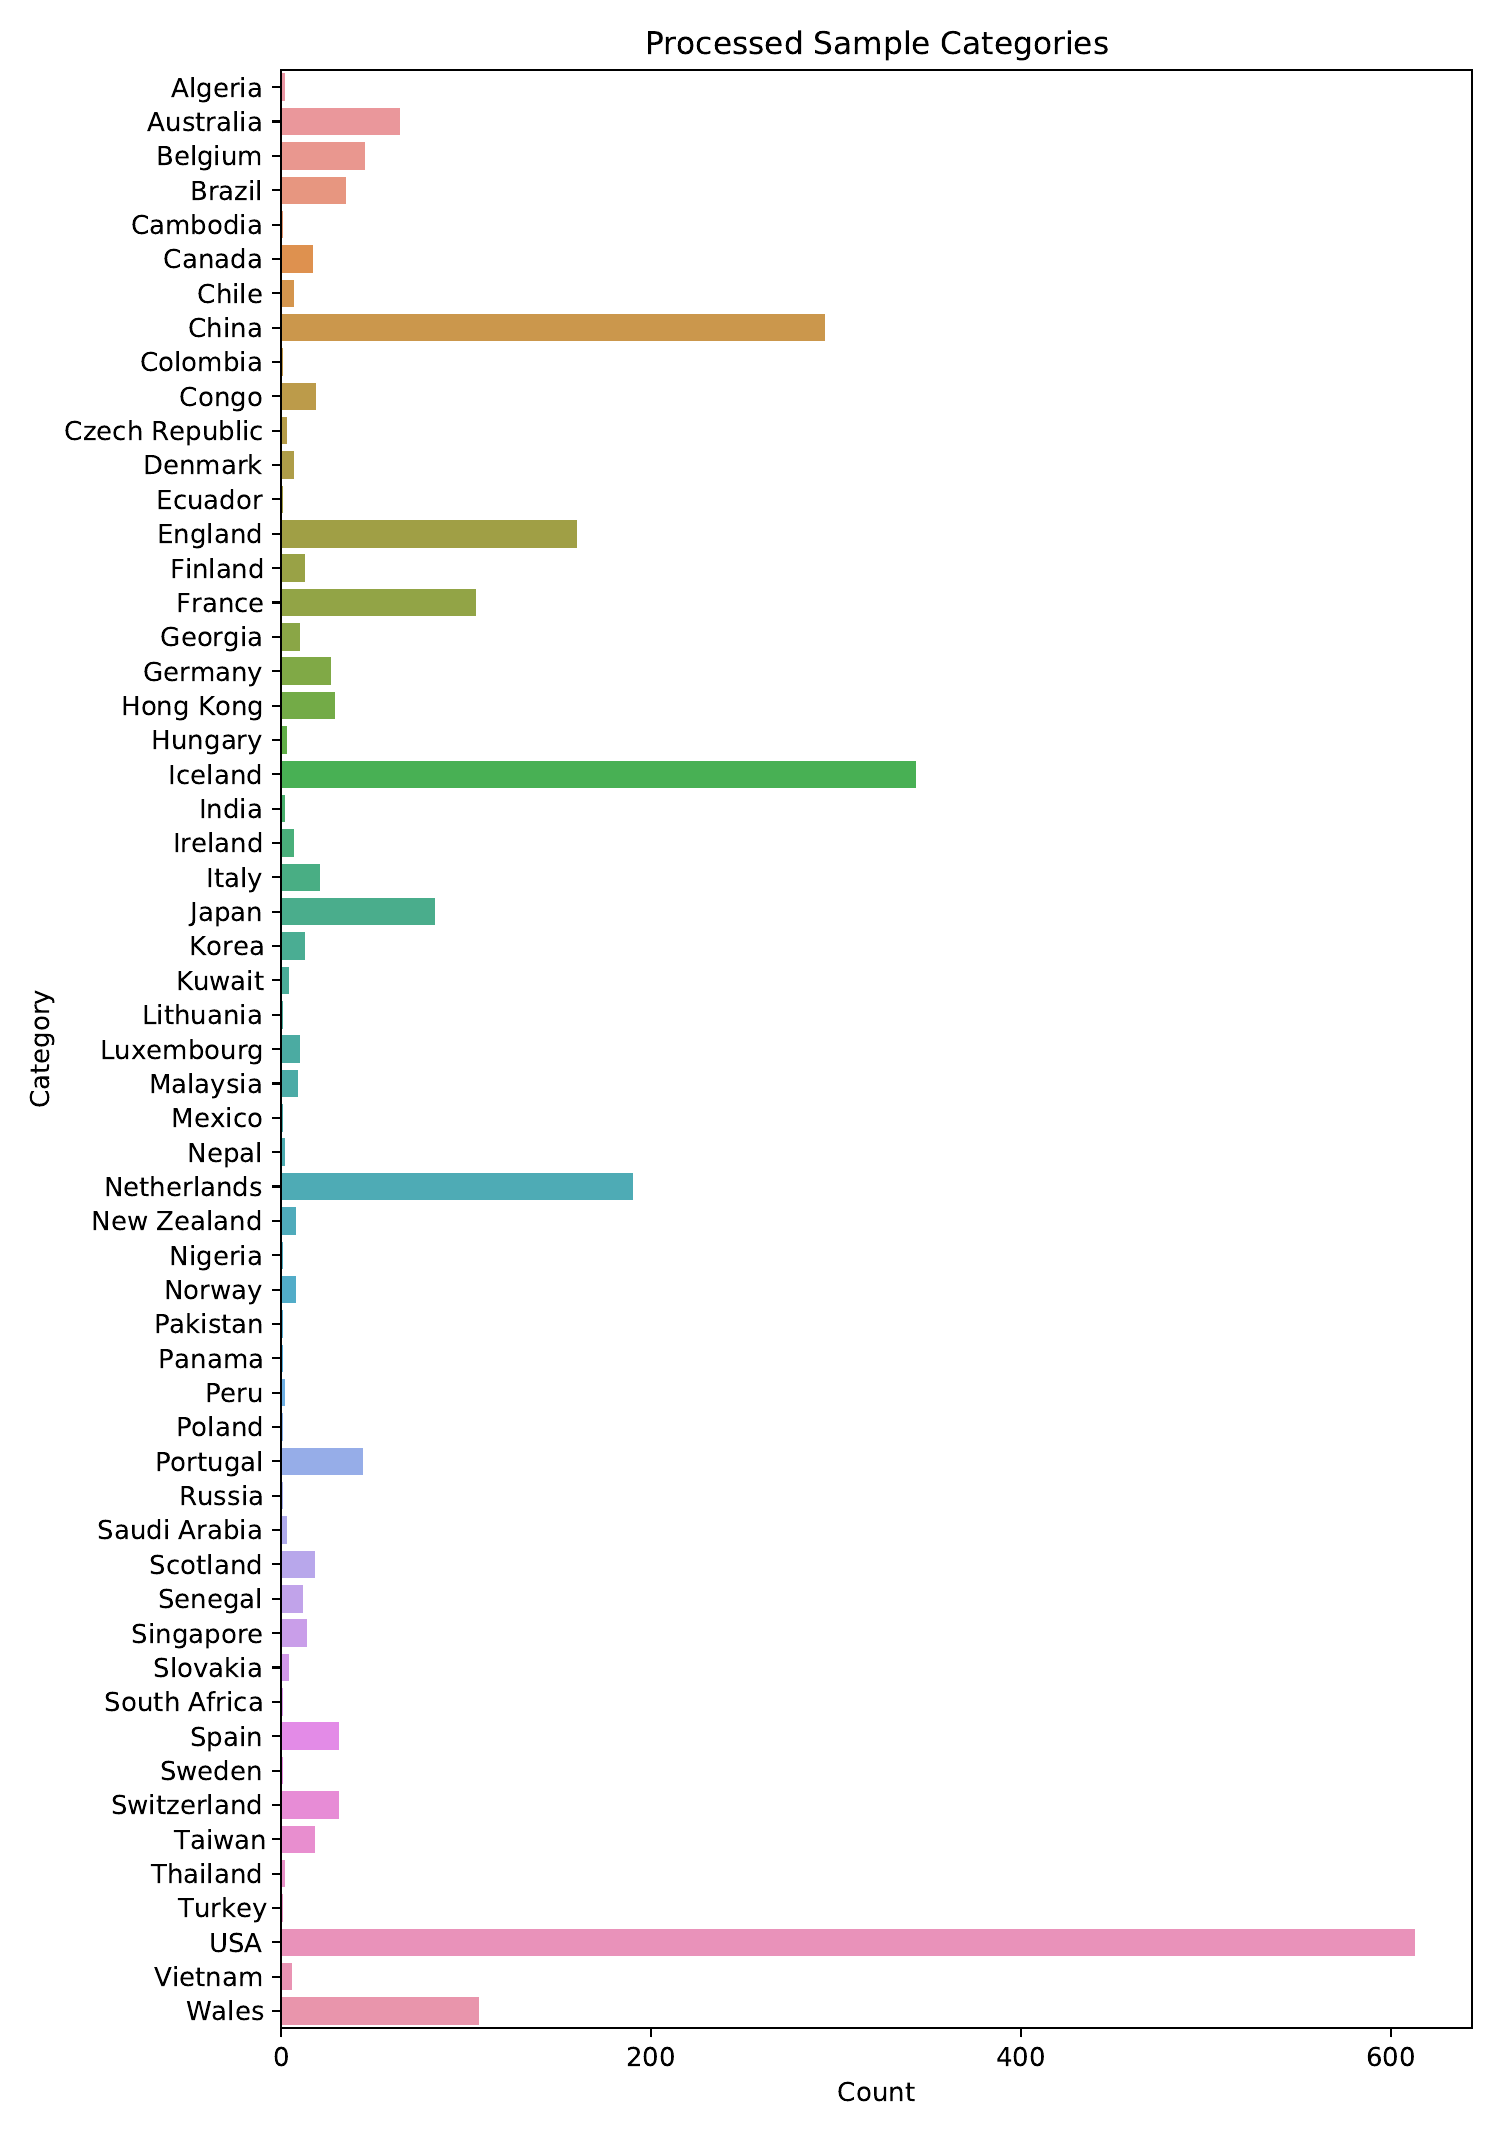 Processed Sample Categories
Algeria
Australia
Belgium
Brazil
Cambodia
Canada
Chile
China
Colombia
Congo
Czech Republic
Denmark
Ecuador
England
Finland
France
Georgia
Germany
Hong Kong
Hungary
Iceland
India
Ireland
Italy
Japan
Korea
Kuwait
Lithuania
Luxembourg
Malaysia
Mexico
Nepal
Netherlands
New Zealand
Nigeria
Norway
Pakistan
Panama
Peru
Poland
Portugal
Russia
Saudi Arabia
Scotland
Senegal
Singapore
Slovakia
South Africa
Spain
Sweden
Switzerland
Taiwan
Thailand
Turkey
USA
Vietnam
Wales
Category
0 200 400 600
Count